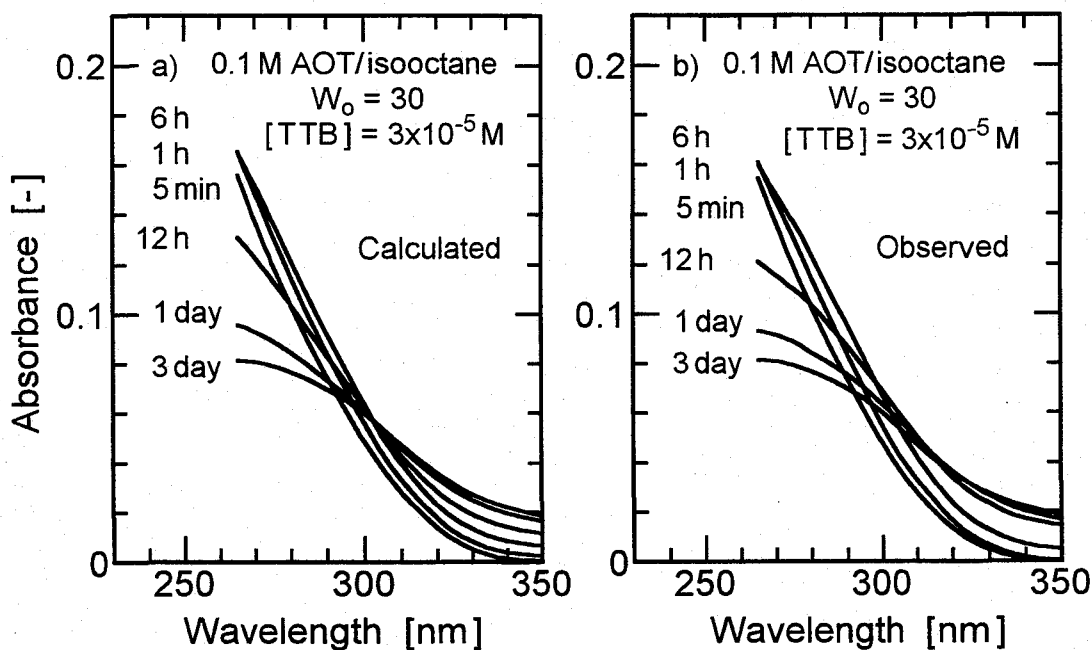 Absorbance [-]
0.2
0.1
0
a) 0.1 M AOT/isooctane
W₀ = 30
[TTB] = 3x10⁻⁵ M
6 h
1 h
5 min
12 h
1 day
3 day
Calculated
250 300 350
Wavelength [nm]
0.2
0.1
0
b) 0.1 M AOT/isooctane
W₀ = 30
[TTB] = 3x10⁻⁵ M
6 h
1 h
5 min
12 h
1 day
3 day
Observed
250 300 350
Wavelength [nm]